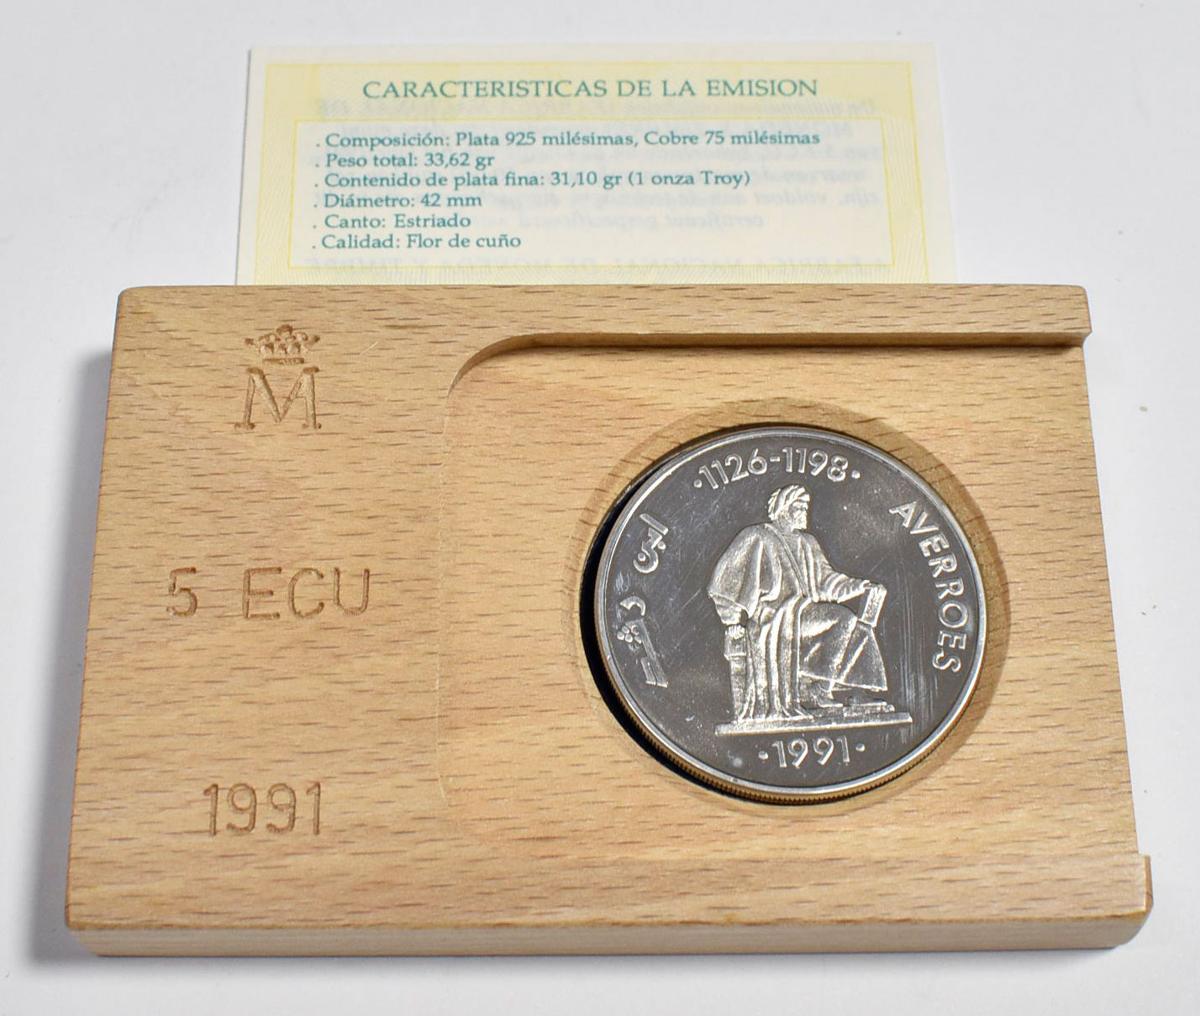 CARACTERISTICAS DE LA EMISION
. Composición: Plata 925 milésimas, Cobre 75 milésimas
. Peso total: 33,62 gr
. Contenido de plata fina: 31,10 gr (1 onza Troy)
. Diámetro: 42 mm
. Canto: Estriado
. Calidad: Flor de cuño
M
5 ECU
1991
·1126-1198·
AVERROES
ابن
·1991·